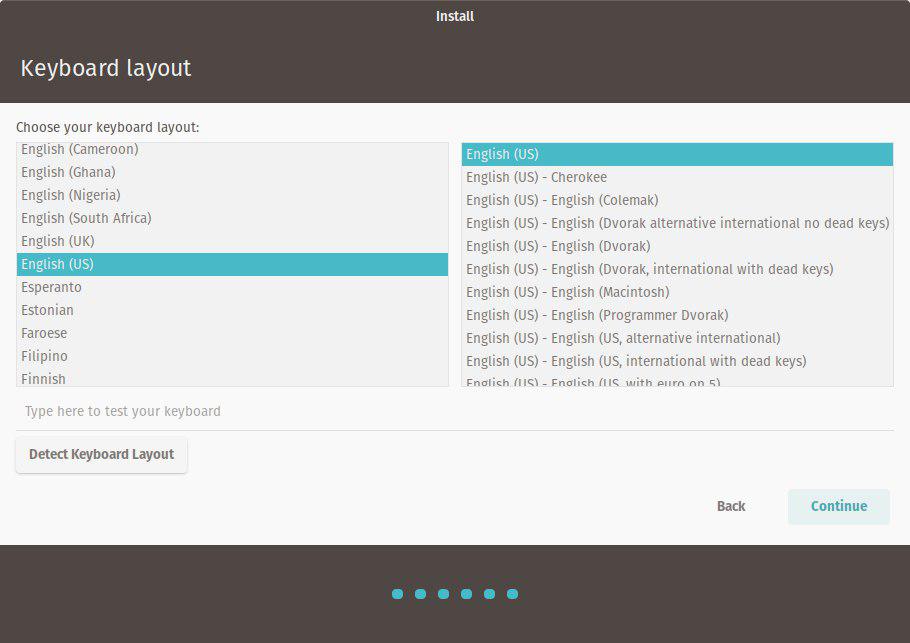 Install
Keyboard layout
Choose your keyboard layout:
English (Cameroon)
English (Ghana)
English (Nigeria)
English (South Africa)
English (UK)
English (US)
Esperanto
Estonian
Faroese
Filipino
Finnish
English (US)
English (US) - Cherokee
English (US) - English (Colemak)
English (US) - English (Dvorak alternative international no dead keys)
English (US) - English (Dvorak)
English (US) - English (Dvorak, international with dead keys)
English (US) - English (Macintosh)
English (US) - English (Programmer Dvorak)
English (US) - English (US, alternative international)
English (US) - English (US, international with dead keys)
English (US) - English (US, with euro on 5)
Type here to test your keyboard
Detect Keyboard Layout
Back
Continue